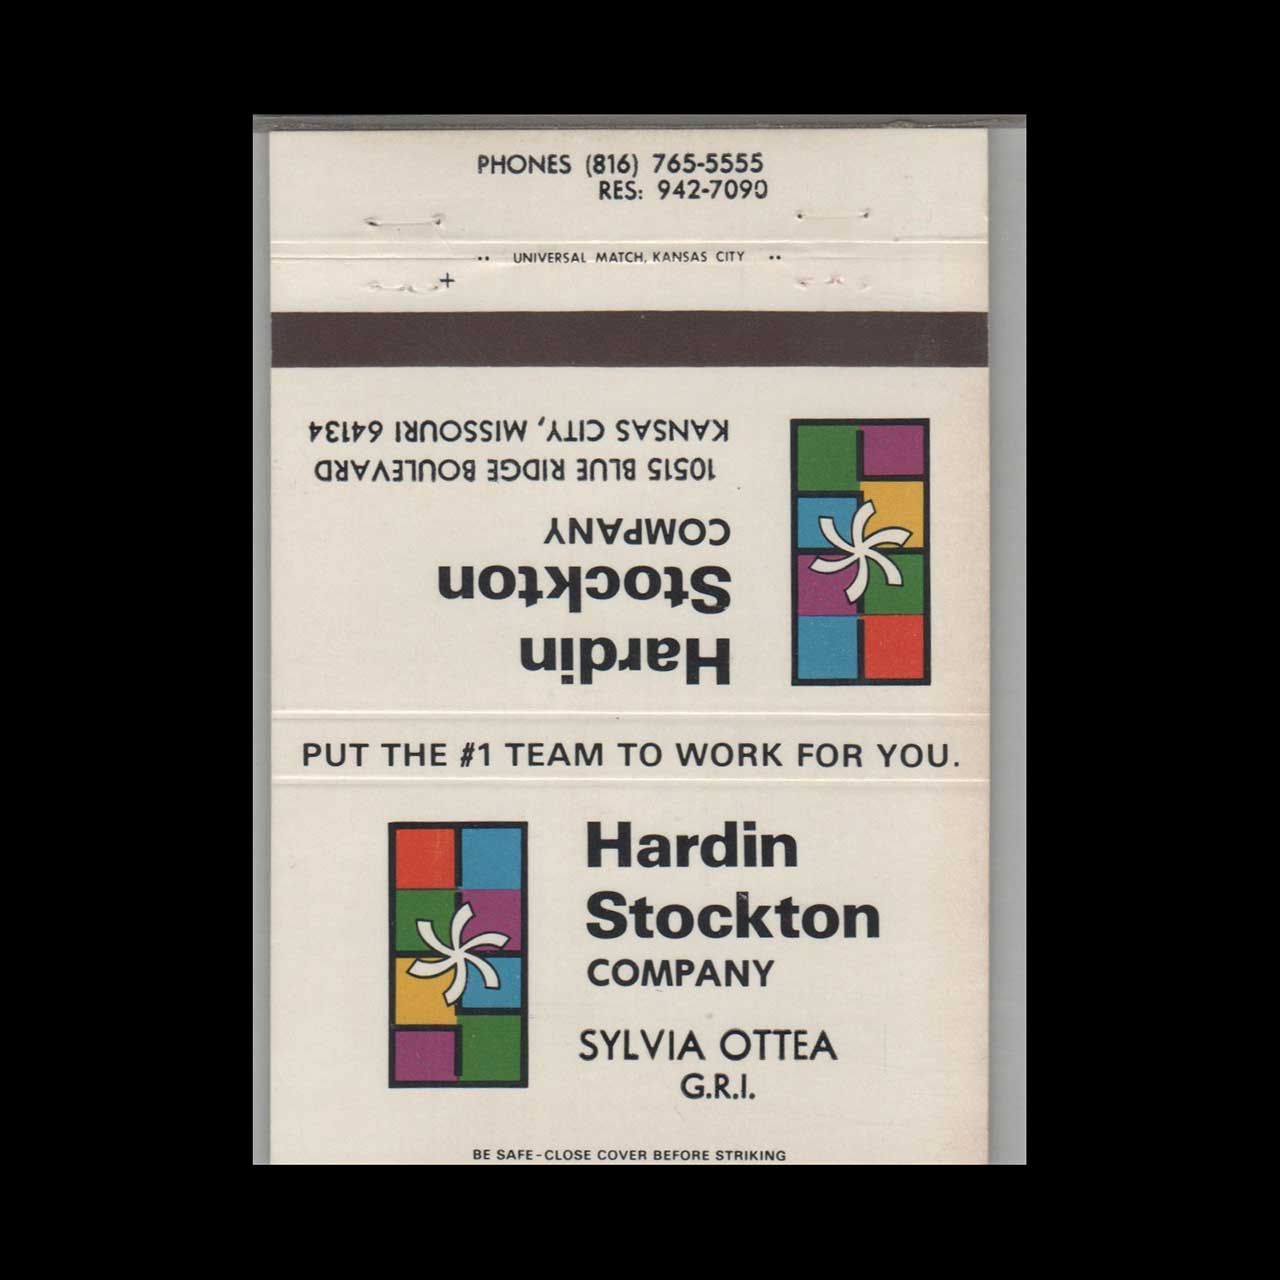 PHONES (816) 765-5555
RES: 942-7090
•• UNIVERSAL MATCH, KANSAS CITY ••
+
Hardin
Stockton
COMPANY
10515 BLUE RIDGE BOULEVARD
KANSAS CITY, MISSOURI 64134
PUT THE #1 TEAM TO WORK FOR YOU.
Hardin
Stockton
COMPANY
SYLVIA OTTEA
G.R.I.
BE SAFE-CLOSE COVER BEFORE STRIKING